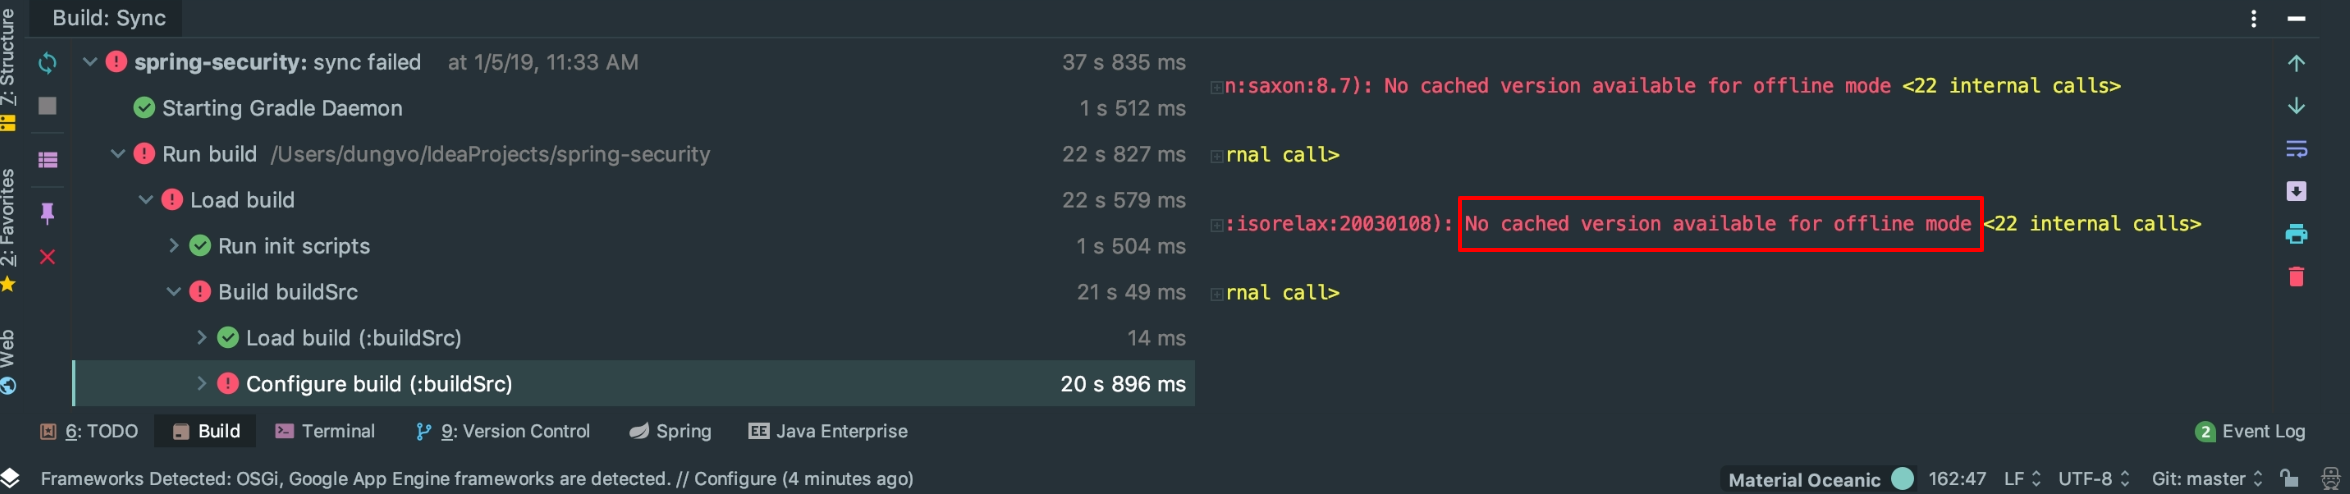 Build: Sync
7: Structure
2: Favorites
Web
spring-security: sync failed at 1/5/19, 11:33 AM 37 s 835 ms
Starting Gradle Daemon 1 s 512 ms
Run build /Users/dungvo/IdeaProjects/spring-security 22 s 827 ms
Load build 22 s 579 ms
Run init scripts 1 s 504 ms
Build buildSrc 21 s 49 ms
Load build (:buildSrc) 14 ms
Configure build (:buildSrc) 20 s 896 ms
n:saxon:8.7): No cached version available for offline mode <22 internal calls>
rnal call>
:isorelax:20030108): No cached version available for offline mode <22 internal calls>
rnal call>
6: TODO Build Terminal 9: Version Control Spring EE Java Enterprise 2 Event Log
Frameworks Detected: OSGi, Google App Engine frameworks are detected. // Configure (4 minutes ago) Material Oceanic 162:47 LF UTF-8 Git: master